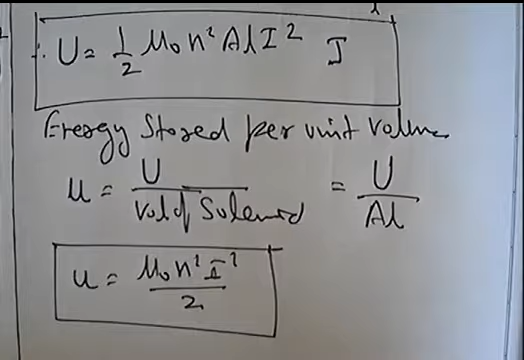 ∴ U = 1/2 μ₀ n² A l I² J
Energy Stored per unit Volume
u = U / Vol of Solenoid = U / Al
u = μ₀ n² I² / 2